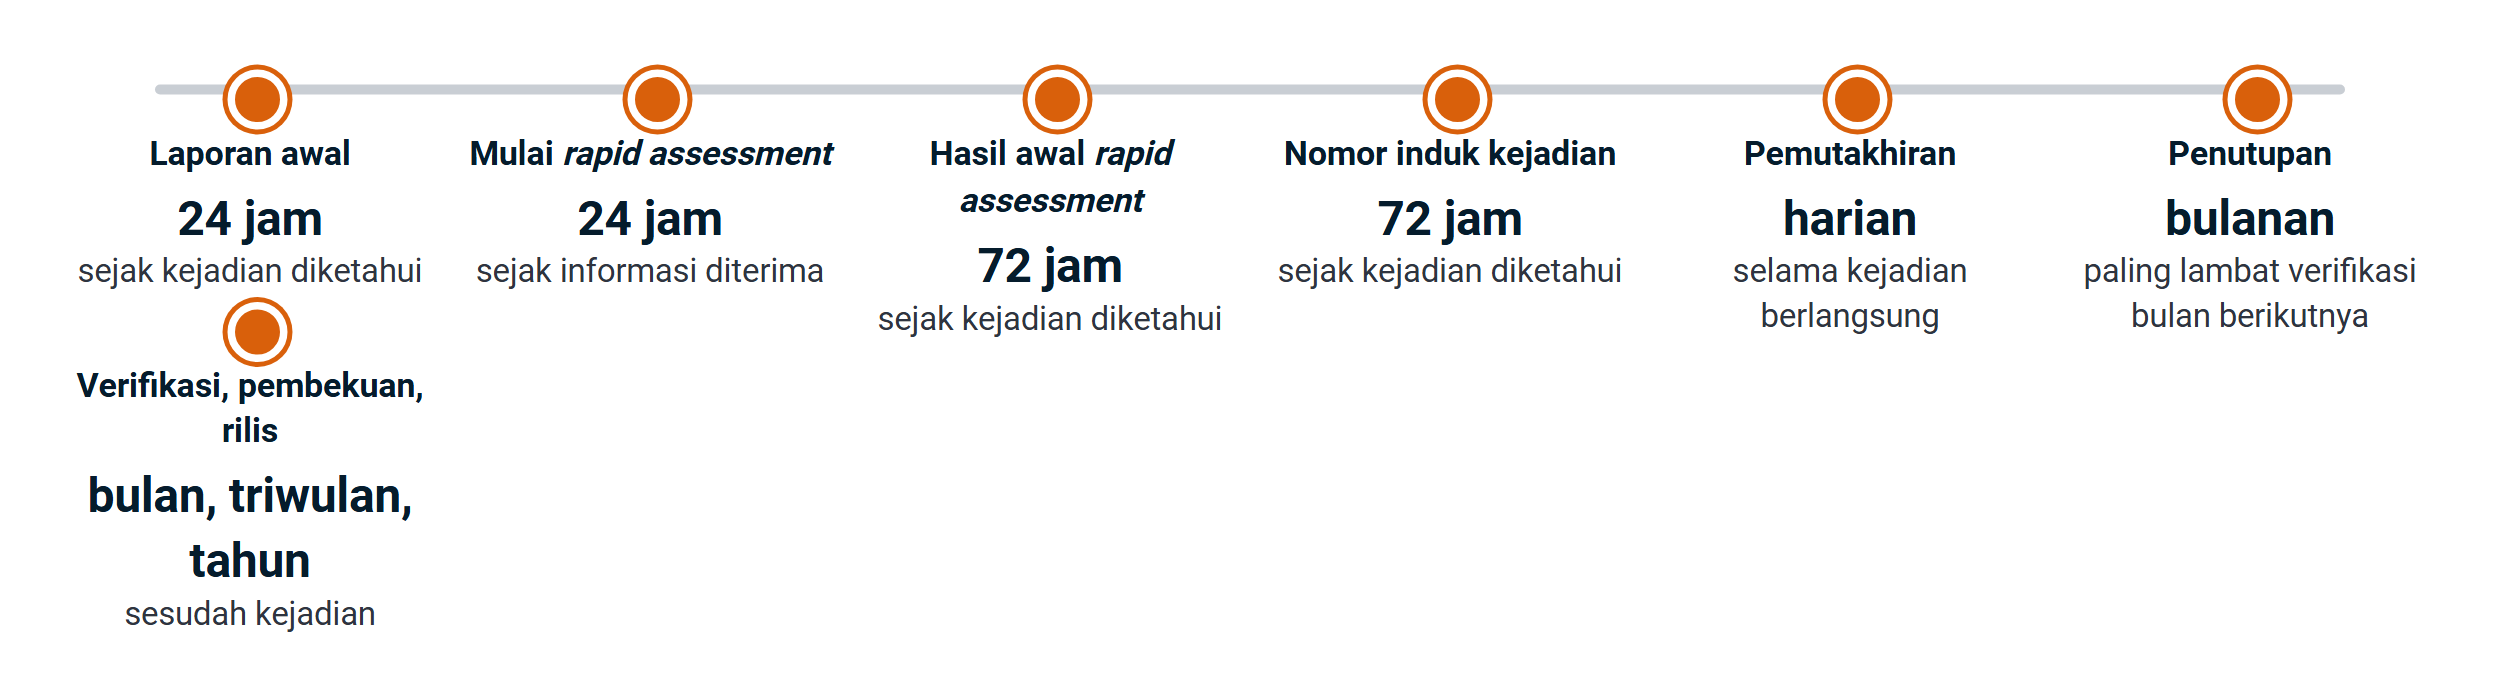 Laporan awal
24 jam
sejak kejadian diketahui
Mulai rapid assessment
24 jam
sejak informasi diterima
Hasil awal rapid
assessment
72 jam
sejak kejadian diketahui
Nomor induk kejadian
72 jam
sejak kejadian diketahui
Pemutakhiran
harian
selama kejadian
berlangsung
Penutupan
bulanan
paling lambat verifikasi
bulan berikutnya
Verifikasi, pembekuan,
rilis
bulan, triwulan,
tahun
sesudah kejadian